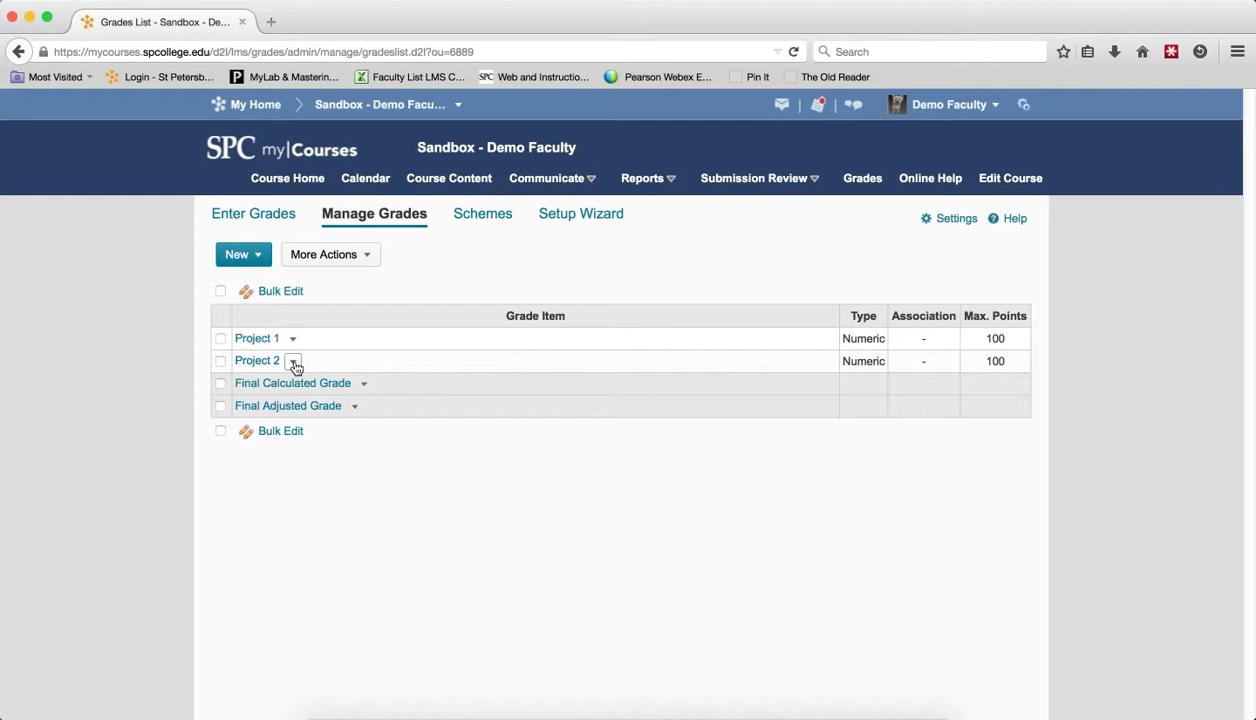 Grades List - Sandbox - De...
https://mycourses.spcollege.edu/d2l/lms/grades/admin/manage/gradeslist.d2l?ou=6889
Search
Most Visited
Login - St Petersb...
MyLab & Mastering...
Faculty List LMS C...
SPC Web and Instructio...
Pearson Webex E...
Pin It
The Old Reader
My Home
Sandbox - Demo Facu...
Demo Faculty
SPC my|Courses
Sandbox - Demo Faculty
Course Home
Calendar
Course Content
Communicate
Reports
Submission Review
Grades
Online Help
Edit Course
Enter Grades
Manage Grades
Schemes
Setup Wizard
Settings
Help
New
More Actions
Bulk Edit
Grade Item Type Association Max. Points
Project 1 Numeric - 100
Project 2 Numeric - 100
Final Calculated Grade
Final Adjusted Grade
Bulk Edit